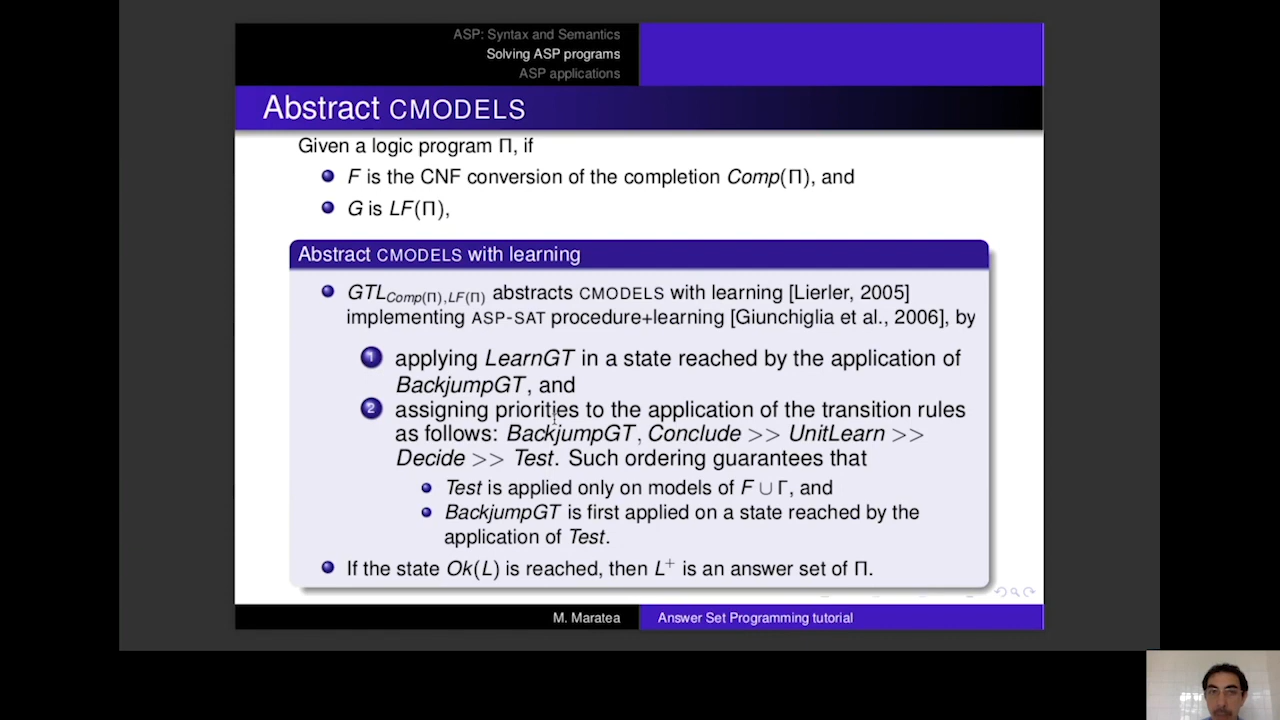 ASP: Syntax and Semantics
Solving ASP programs
ASP applications
Abstract CMODELS
Given a logic program Π, if
F is the CNF conversion of the completion Comp(Π), and
G is LF(Π),
Abstract CMODELS with learning
GTL_{Comp(Π),LF(Π)} abstracts CMODELS with learning [Lierler, 2005]
implementing ASP-SAT procedure+learning [Giunchiglia et al., 2006], by
1 applying LearnGT in a state reached by the application of
BackjumpGT, and
2 assigning priorities to the application of the transition rules
as follows: BackjumpGT, Conclude >> UnitLearn >>
Decide >> Test. Such ordering guarantees that
Test is applied only on models of F ∪ Γ, and
BackjumpGT is first applied on a state reached by the
application of Test.
If the state Ok(L) is reached, then L⁺ is an answer set of Π.
M. Maratea
Answer Set Programming tutorial